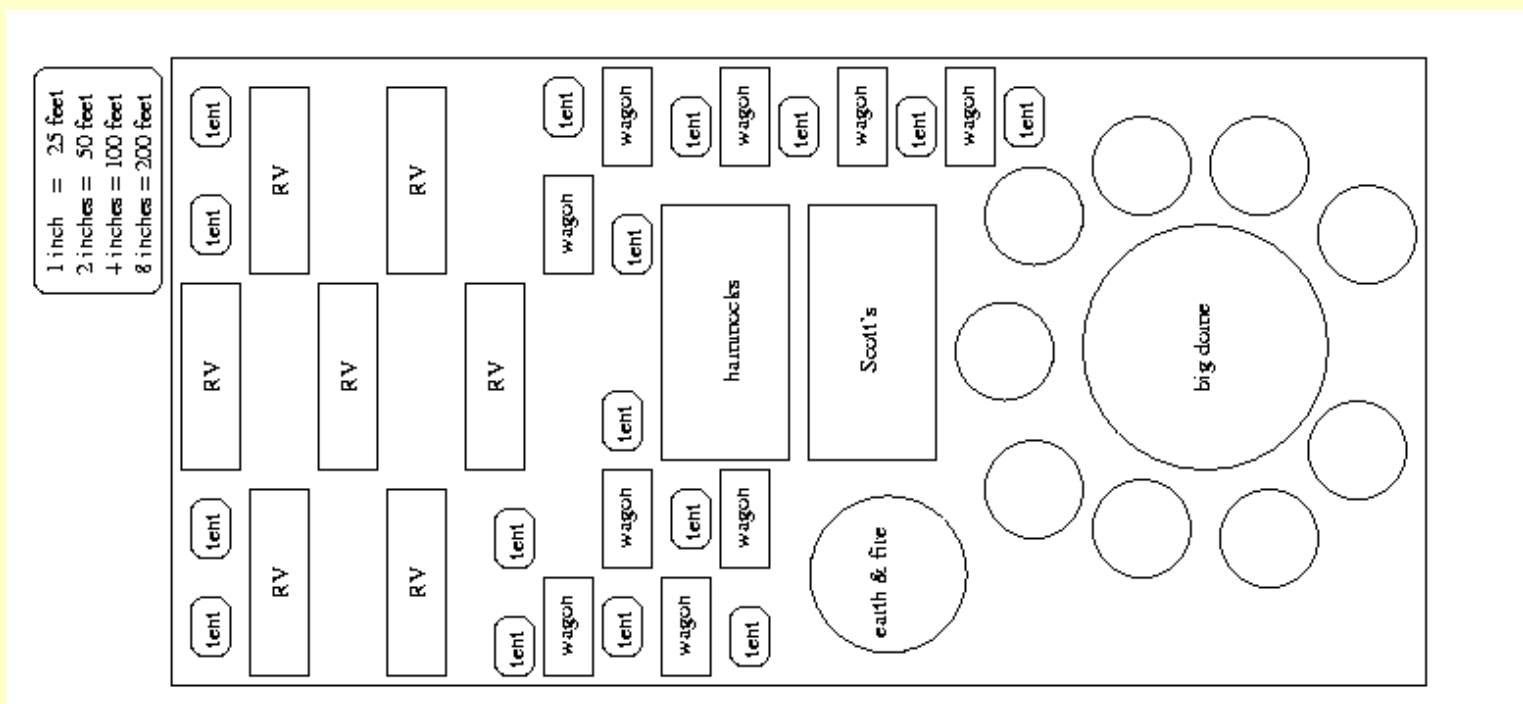 1 inch = 25 feet
2 inches = 50 feet
4 inches = 100 feet
8 inches = 200 feet
tent
tent
RV
tent
tent
RV
RV
RV
RV
RV
RV
tent
tent
wagon
wagon
tent
tent
wagon
tent
tent
wagon
wagon
tent
tent
hammocks
tent
wagon
wagon
tent
earth & fire
Scott's
wagon
tent
wagon
tent
big dome